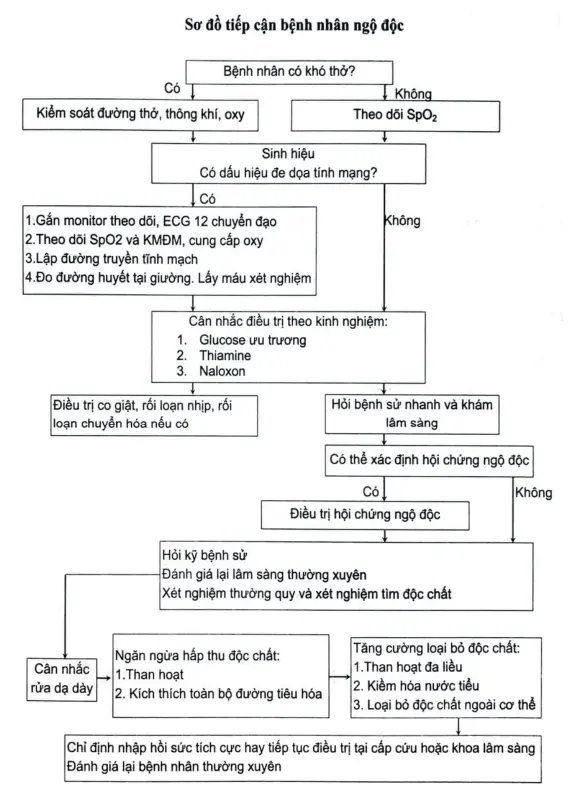 Sơ đồ tiếp cận bệnh nhân ngộ độc
Bệnh nhân có khó thở?
Có
Không
Kiểm soát đường thở, thông khí, oxy
Theo dõi SpO₂
Sinh hiệu
Có dấu hiệu đe dọa tính mạng?
Có
Không
1.Gắn monitor theo dõi, ECG 12 chuyển đạo
2.Theo dõi SpO2 và KMĐM, cung cấp oxy
3.Lập đường truyền tĩnh mạch
4.Đo đường huyết tại giường. Lấy máu xét nghiệm
Cân nhắc điều trị theo kinh nghiệm:
1. Glucose ưu trương
2. Thiamine
3. Naloxon
Điều trị co giật, rối loạn nhịp, rối
loạn chuyển hóa nếu có
Hỏi bệnh sử nhanh và khám
lâm sàng
Có thể xác định hội chứng ngộ độc
Có
Không
Điều trị hội chứng ngộ độc
Hỏi kỹ bệnh sử
Đánh giá lại lâm sàng thường xuyên
Xét nghiệm thường quy và xét nghiệm tìm độc chất
Cân nhắc
rửa dạ dày
Ngăn ngừa hấp thu độc chất:
1.Than hoạt
2. Kích thích toàn bộ đường tiêu hóa
Tăng cường loại bỏ độc chất:
1.Than hoạt đa liều
2. Kiềm hóa nước tiểu
3. Loại bỏ độc chất ngoài cơ thể
Chỉ định nhập hồi sức tích cực hay tiếp tục điều trị tại cấp cứu hoặc khoa lâm sàng
Đánh giá lại bệnh nhân thường xuyên